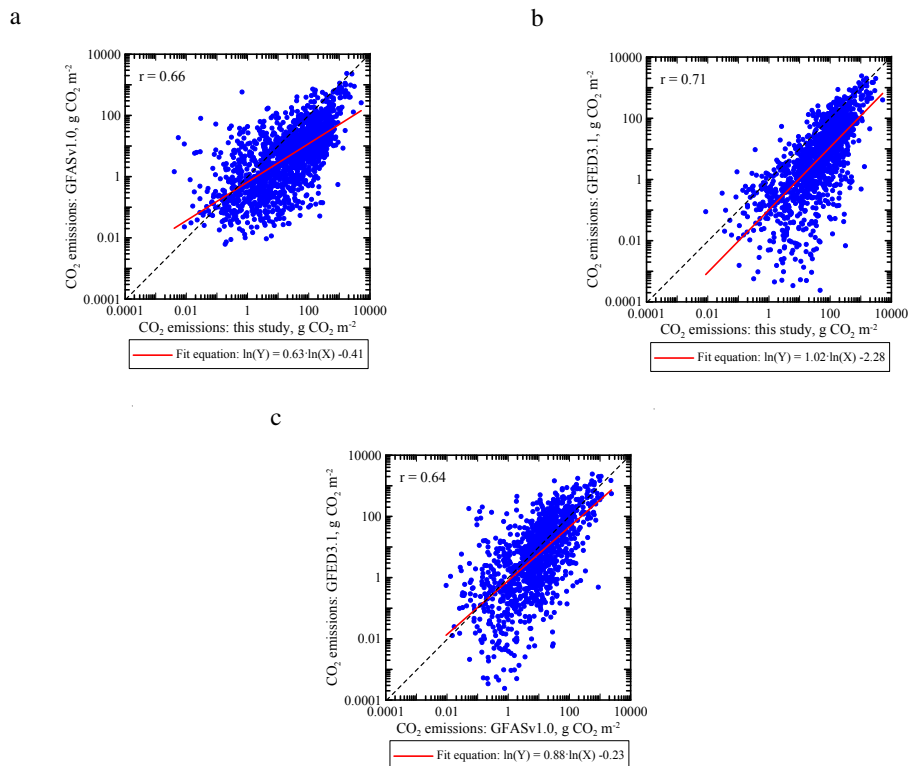 a
10000
100
1
0.01
0.0001
CO₂ emissions: GFASv1.0, g CO₂ m⁻²
r = 0.66
0.0001 0.01 1 100 10000
CO₂ emissions: this study, g CO₂ m⁻²
Fit equation: ln(Y) = 0.63·ln(X) -0.41
b
10000
100
1
0.01
0.0001
CO₂ emissions: GFED3.1, g CO₂ m⁻²
r = 0.71
0.0001 0.01 1 100 10000
CO₂ emissions: this study, g CO₂ m⁻²
Fit equation: ln(Y) = 1.02·ln(X) -2.28
c
10000
100
1
0.01
0.0001
CO₂ emissions: GFED3.1, g CO₂ m⁻²
r = 0.64
0.0001 0.01 1 100 10000
CO₂ emissions: GFASv1.0, g CO₂ m⁻²
Fit equation: ln(Y) = 0.88·ln(X) -0.23